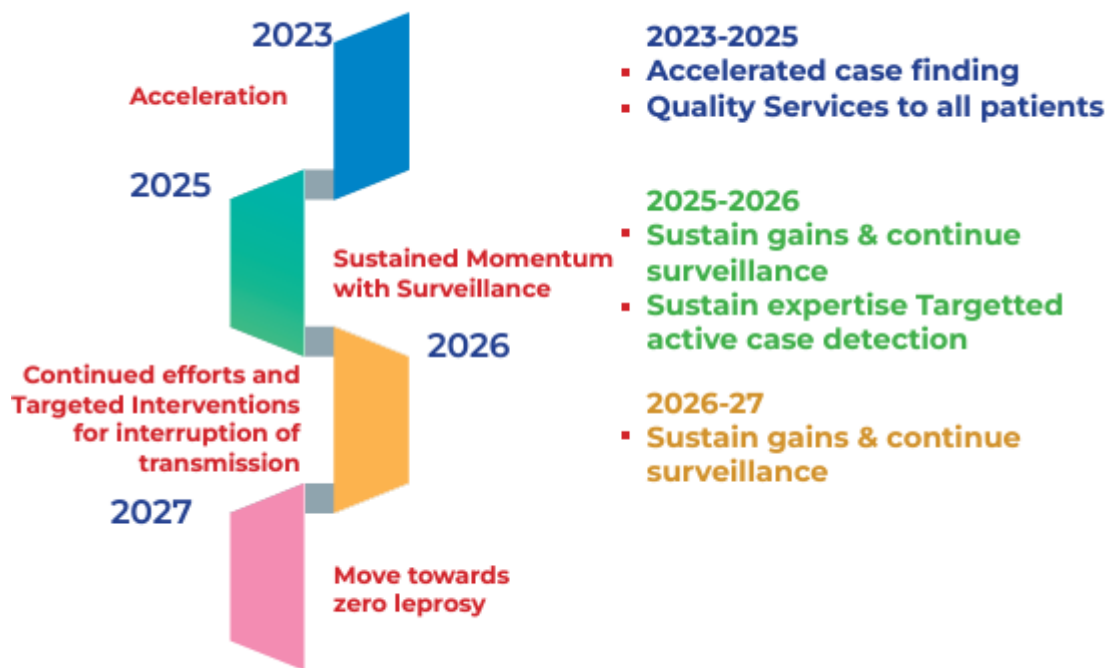 2023
Acceleration
2025
Sustained Momentum
with Surveillance
2026
Continued efforts and
Targeted Interventions
for interruption of
transmission
2027
Move towards
zero leprosy
2023-2025
▪ Accelerated case finding
▪ Quality Services to all patients
2025-2026
▪ Sustain gains & continue
surveillance
▪ Sustain expertise Targetted
active case detection
2026-27
▪ Sustain gains & continue
surveillance